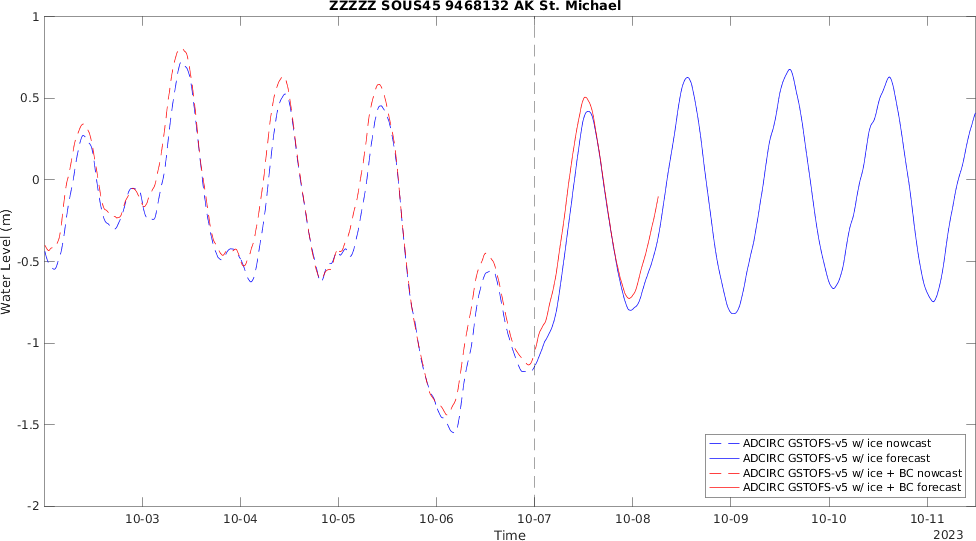 ZZZZZ SOUS45 9468132 AK St. Michael
1
0.5
0
-0.5
-1
-1.5
-2
Water Level (m)
10-03
10-04
10-05
10-06
10-07
10-08
10-09
10-10
10-11
Time
2023
ADCIRC GSTOFS-v5 w/ ice nowcast
ADCIRC GSTOFS-v5 w/ ice forecast
ADCIRC GSTOFS-v5 w/ ice + BC nowcast
ADCIRC GSTOFS-v5 w/ ice + BC forecast